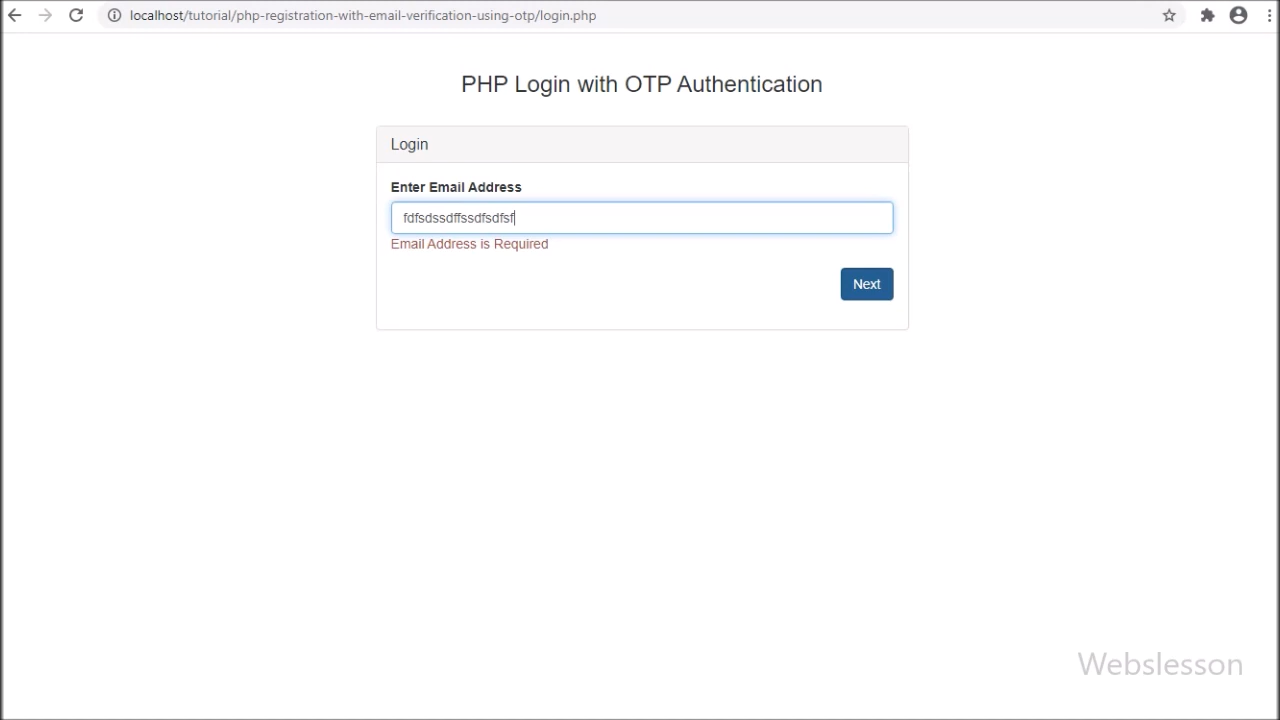 localhost/tutorial/php-registration-with-email-verification-using-otp/login.php
PHP Login with OTP Authentication
Login
Enter Email Address
fdfsdssdffssdfsdfsf
Email Address is Required
Next
Webslesson